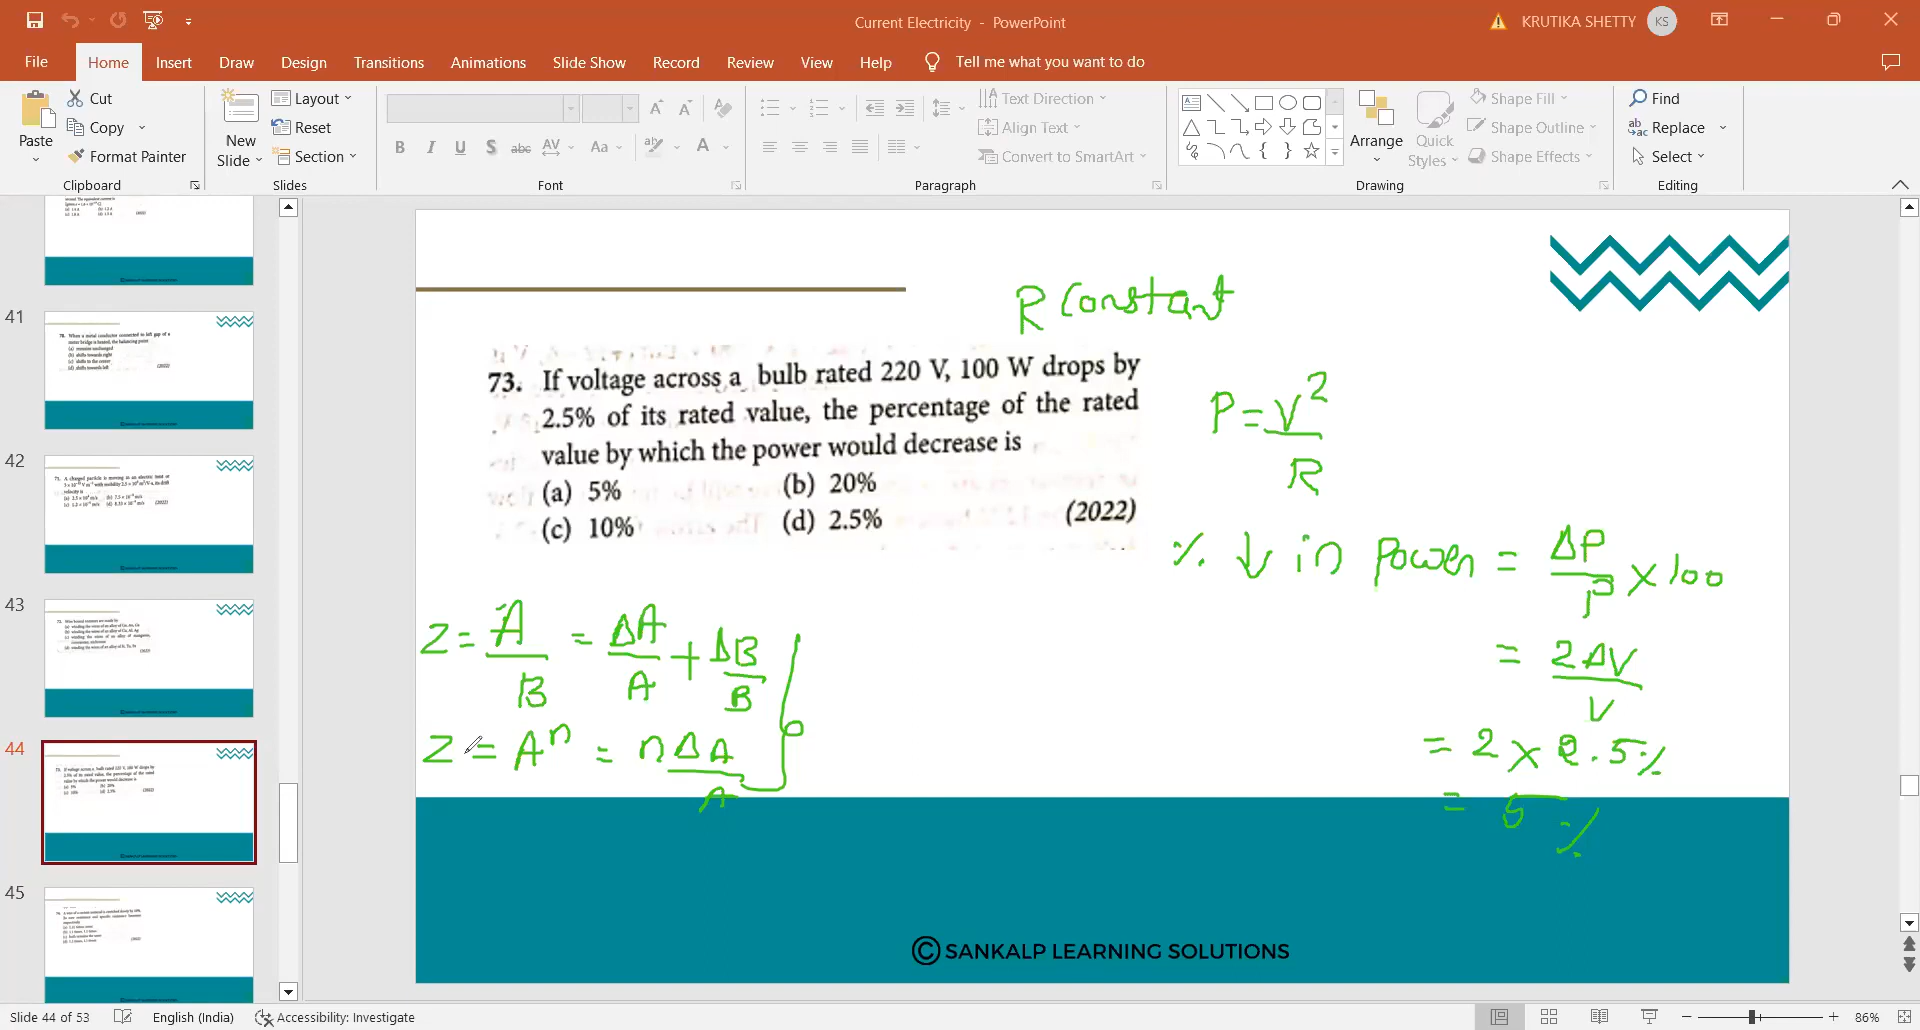 Current Electricity - PowerPoint
KRUTIKA SHETTY KS
File Home Insert Draw Design Transitions Animations Slide Show Record Review View Help Tell me what you want to do
Paste
Cut
Copy
Format Painter
Clipboard
New Slide
Layout
Reset
Section
Slides
Font
Text Direction
Align Text
Convert to SmartArt
Paragraph
Arrange
Quick Styles
Shape Fill
Shape Outline
Shape Effects
Drawing
Find
Replace
Select
Editing
41
42
43
44
45
R Constant
73. If voltage across a bulb rated 220 V, 100 W drops by
2.5% of its rated value, the percentage of the rated
value by which the power would decrease is
(a) 5% (b) 20%
(c) 10% (d) 2.5% (2022)
P = V²/R
% ↓ in Power = ΔP/P × 100
= 2ΔV/V
= 2 × 2.5%
= 5%
Z = A/B = ΔA/A + ΔB/B
Z = Aⁿ = nΔA/A
© SANKALP LEARNING SOLUTIONS
Slide 44 of 53 English (India) Accessibility: Investigate 86%